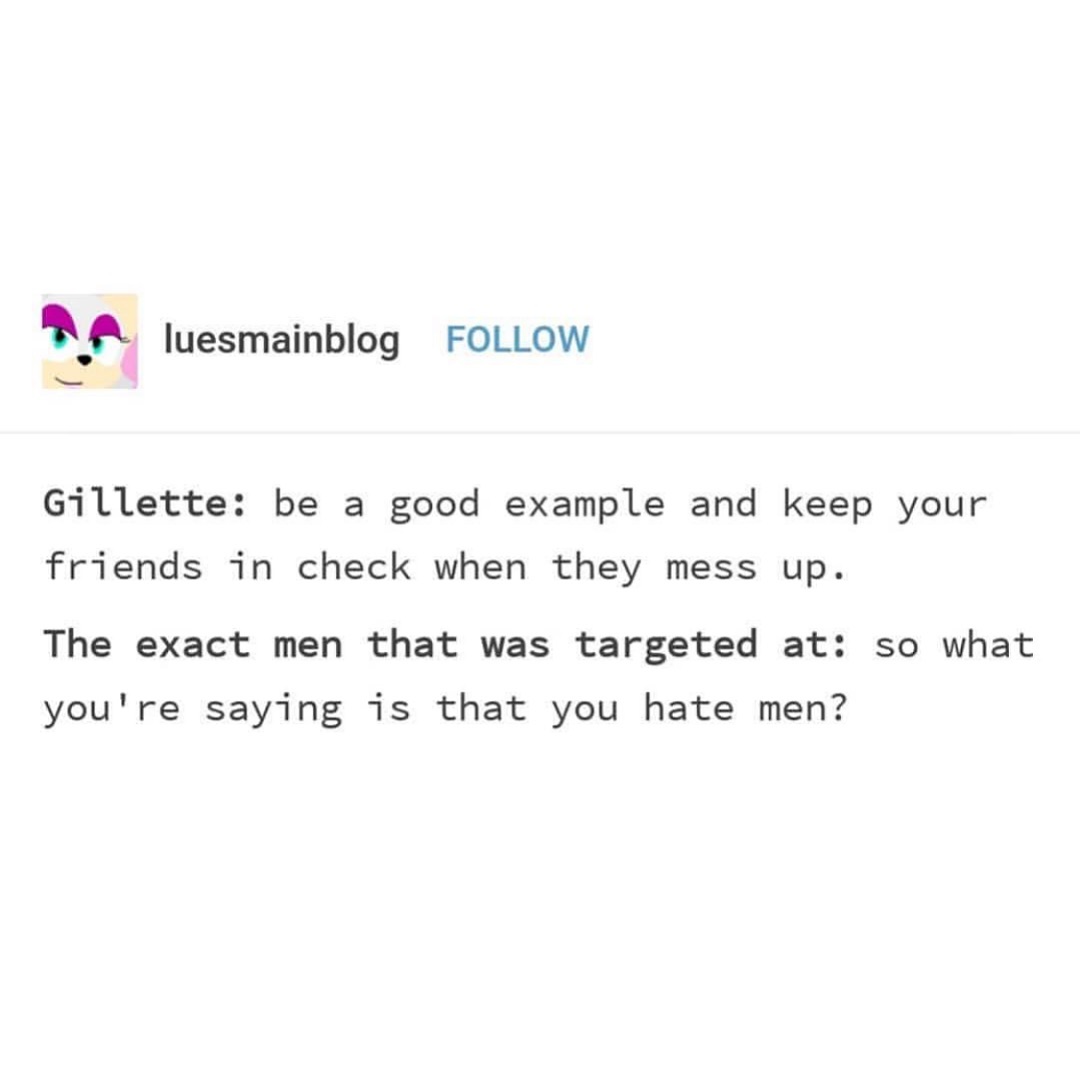 luesmainblog FOLLOW
Gillette: be a good example and keep your
friends in check when they mess up.
The exact men that was targeted at: so what
you're saying is that you hate men?